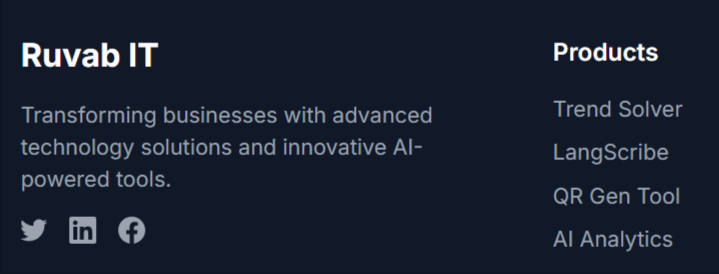 Ruvab IT
Transforming businesses with advanced
technology solutions and innovative AI-
powered tools.
Products
Trend Solver
LangScribe
QR Gen Tool
AI Analytics